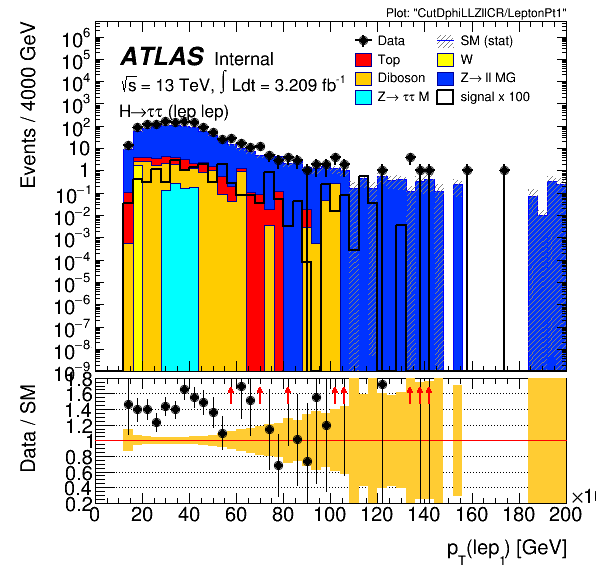 Plot: "CutDphiLLZllCR/LeptonPt1"
ATLAS Internal
√s = 13 TeV, ∫ Ldt = 3.209 fb⁻¹
H→ττ (lep lep)
Data
SM (stat)
Top
W
Diboson
Z→ ll MG
Z→ ττ M
signal x 100
Events / 4000 GeV
10⁶
10⁵
10⁴
10³
10²
10
1
10⁻¹
10⁻²
10⁻³
10⁻⁴
10⁻⁵
10⁻⁶
10⁻⁷
10⁻⁸
10⁻⁹
Data / SM
1.8
1.6
1.4
1.2
1
0.8
0.6
0.4
0.2
0 20 40 60 80 100 120 140 160 180 200
p_T(lep_1) [GeV]